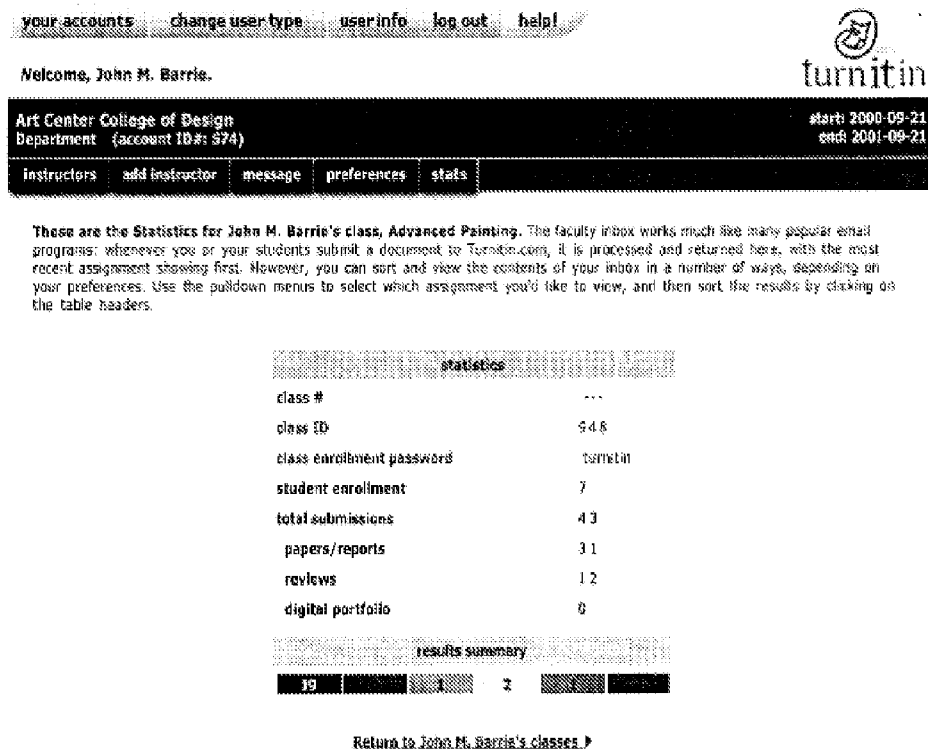 your accounts change user type user info log out help!
Welcome, John M. Barrie.
turnitin
Art Center College of Design
Department (account ID#: 974)
start: 2000-09-21
end: 2001-09-21
instructors add instructor message preferences stats
These are the Statistics for John M. Barrie's class, Advanced Painting. The faculty inbox works much like many popular email
programs: whenever you or your students submit a document to Turnitin.com, it is processed and returned here, with the most
recent assignment showing first. However, you can sort and view the contents of your inbox in a number of ways, depending on
your preferences. Use the pulldown menus to select which assignment you'd like to view, and then sort the results by clicking on
the table headers.
statistics
class # ---
class ID 948
class enrollment password turnitin
student enrollment 7
total submissions 43
papers/reports 31
reviews 12
digital portfolio 0
results summary
1 2 1
Return to John M. Barrie's classes